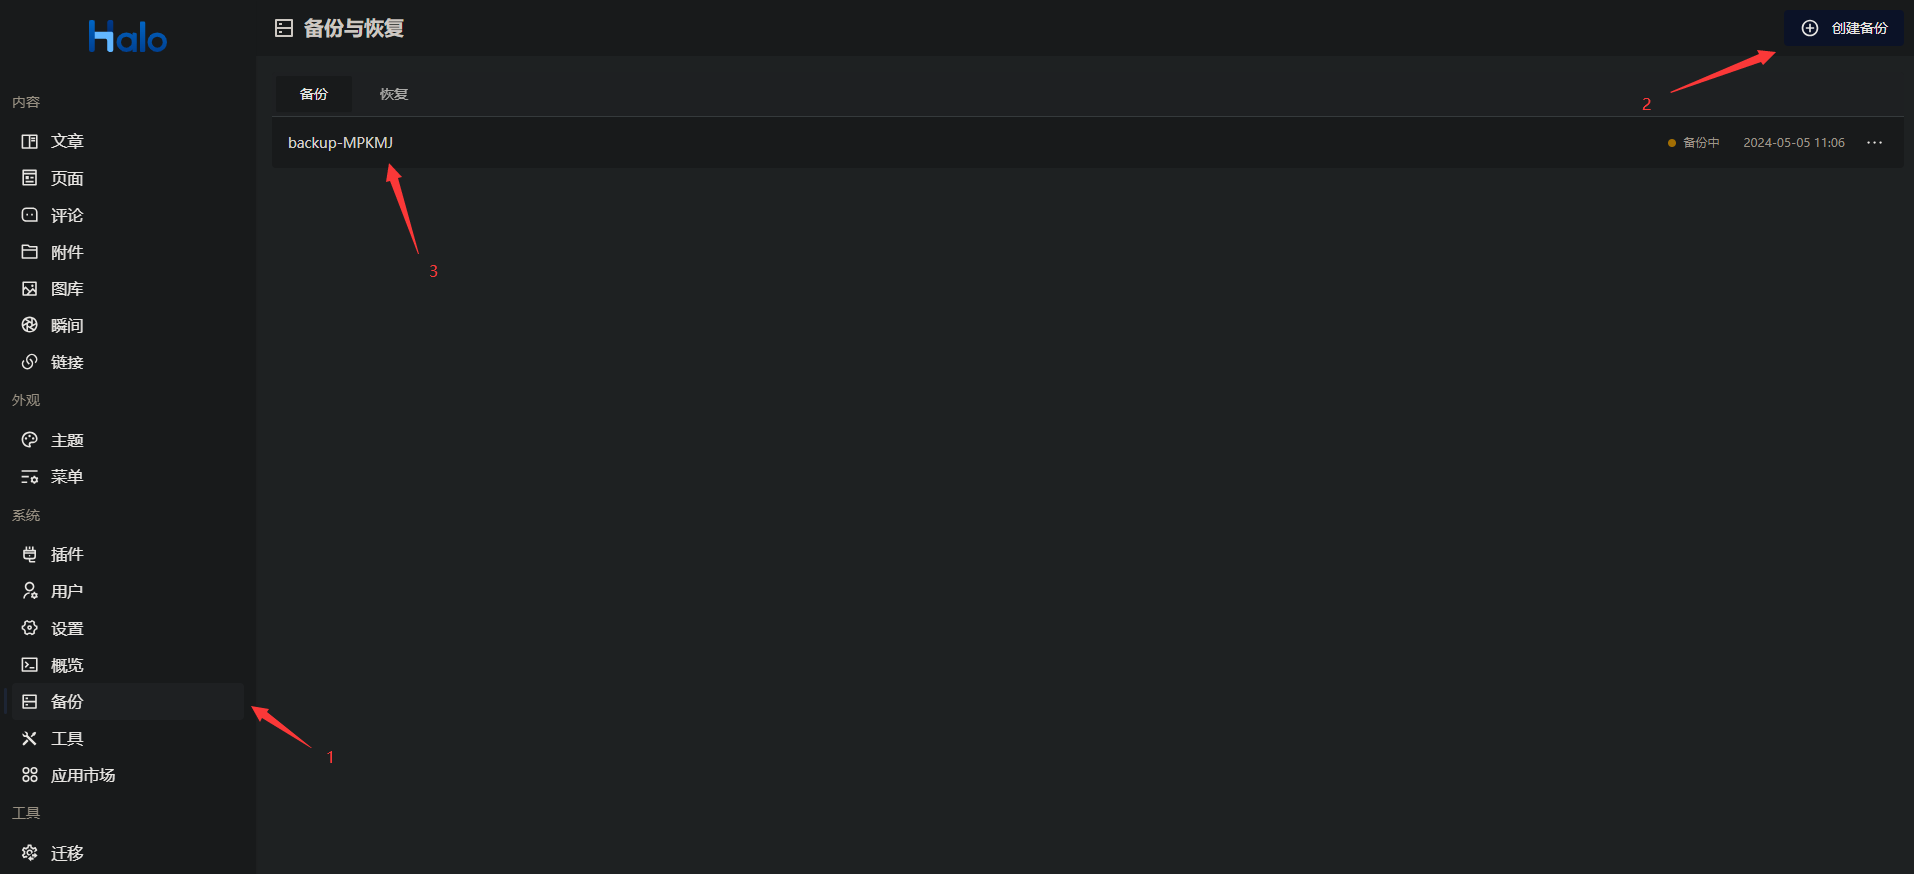 Halo
内容
文章
页面
评论
附件
图库
瞬间
链接
外观
主题
菜单
系统
插件
用户
设置
概览
备份
工具
应用市场
工具
迁移
备份与恢复
创建备份
2
备份 恢复
backup-MPKMJ 备份中 2024-05-05 11:06
3
1